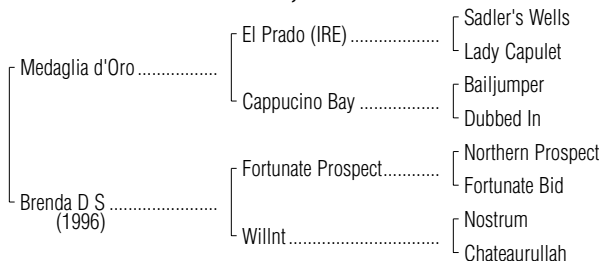 Sadler's Wells
El Prado (IRE) ....................
Lady Capulet
Medaglia d'Oro .................
Bailjumper
Cappucino Bay ..................
Dubbed In
Northern Prospect
Fortunate Prospect .............
Fortunate Bid
Brenda D S .......................
(1996)
Nostrum
Willnt ..................................
Chateaurullah